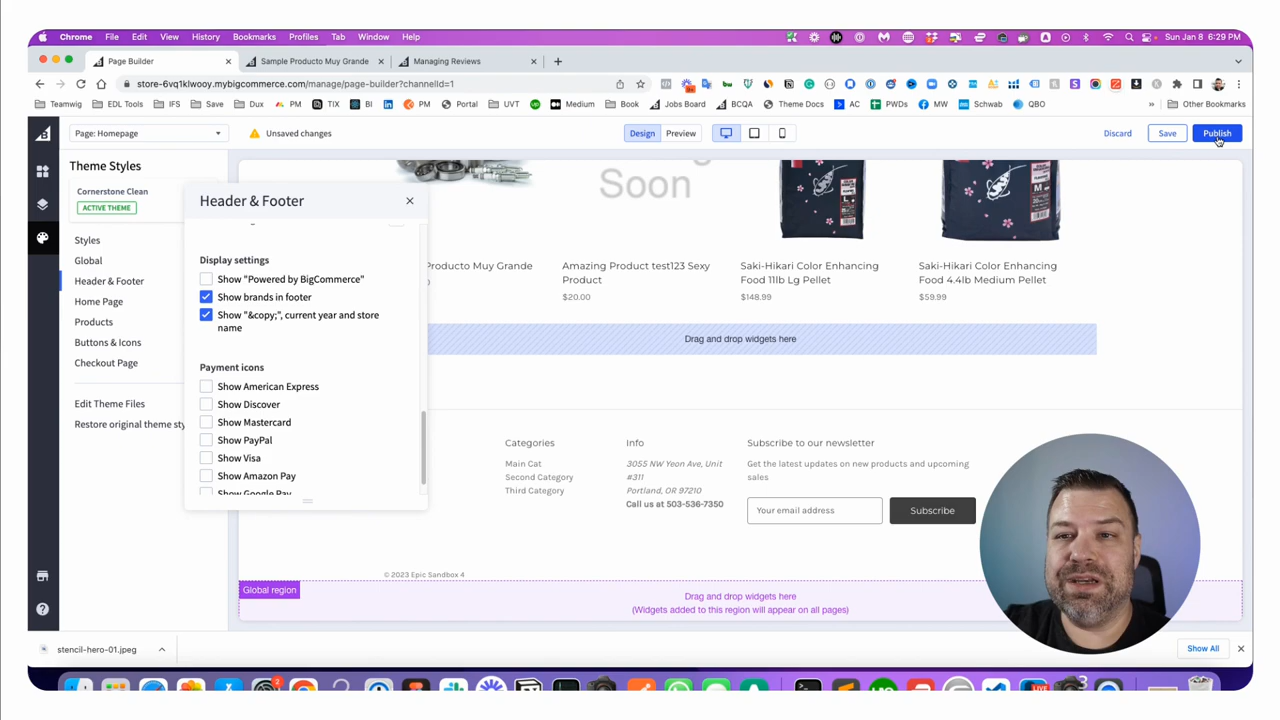 Chrome File Edit View History Bookmarks Profiles Tab Window Help
Sun Jan 8 6:29 PM
Page Builder
Sample Producto Muy Grande
Managing Reviews
store-6vq1klwooy.mybigcommerce.com/manage/page-builder?channelId=1
Teamwig EDL Tools IFS Save Dux PM TIX BI PM Portal UVT Medium Book Jobs Board BCQA Theme Docs AC PWDs MW Schwab QBO » Other Bookmarks
Page: Homepage
Unsaved changes
Design Preview
Discard Save Publish
Theme Styles
Cornerstone Clean
ACTIVE THEME
Styles
Global
Header & Footer
Home Page
Products
Buttons & Icons
Checkout Page
Edit Theme Files
Restore original theme sty
Header & Footer
Display settings
Show "Powered by BigCommerce"
Show brands in footer
Show "&copy;", current year and store
name
Payment icons
Show American Express
Show Discover
Show Mastercard
Show PayPal
Show Visa
Show Amazon Pay
Show Google Pay
Soon
Producto Muy Grande
Amazing Product test123 Sexy
Product
$20.00
Saki-Hikari Color Enhancing
Food 11lb Lg Pellet
$148.99
Saki-Hikari Color Enhancing
Food 4.4lb Medium Pellet
$59.99
Drag and drop widgets here
Categories
Main Cat
Second Category
Third Category
Info
3055 NW Yeon Ave, Unit
#311
Portland, OR 97210
Call us at 503-536-7350
Subscribe to our newsletter
Get the latest updates on new products and upcoming
sales
Your email address
Subscribe
© 2023 Epic Sandbox 4
Global region
Drag and drop widgets here
(Widgets added to this region will appear on all pages)
stencil-hero-01.jpeg
Show All